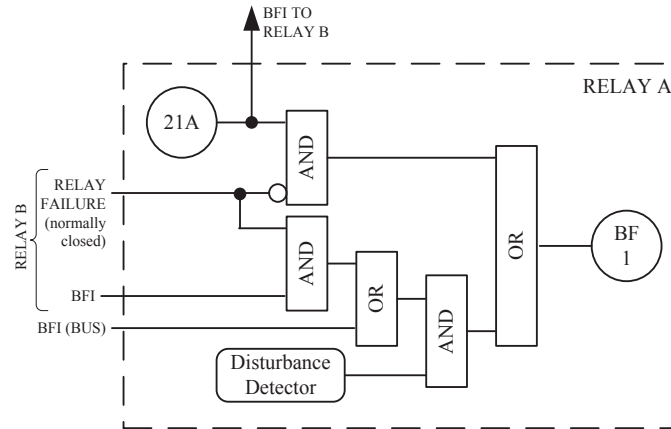 BFI TO
RELAY B
RELAY A
21A
AND
RELAY B
RELAY
FAILURE
(normally
closed)
AND
OR
BF
1
BFI
OR
AND
BFI (BUS)
Disturbance
Detector